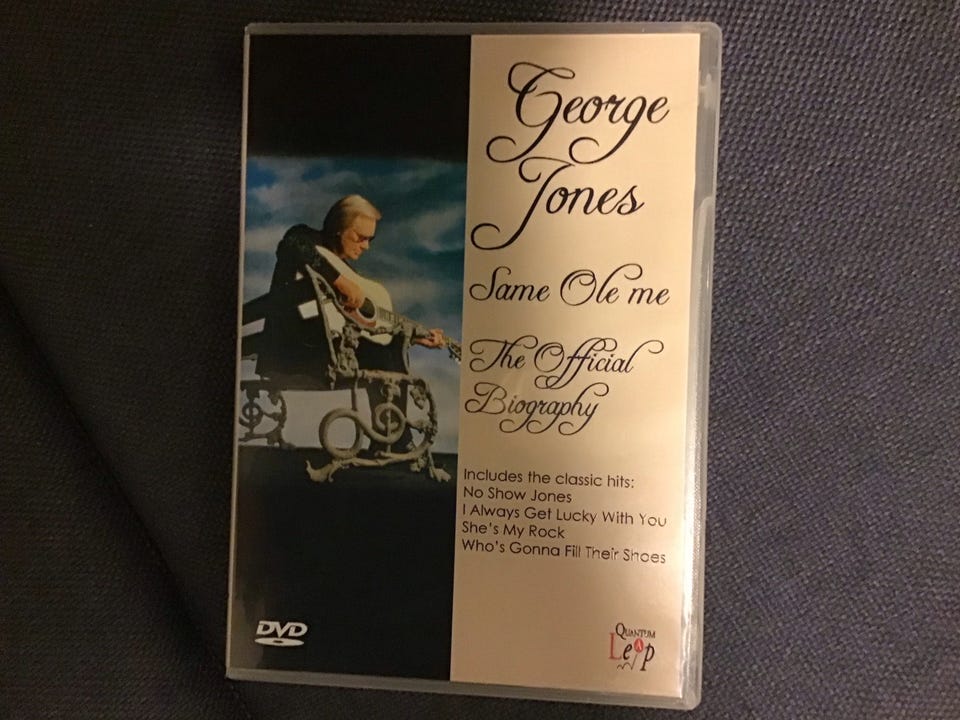 George
Jones
Same Ole me
The Official
Biography
Includes the classic hits:
No Show Jones
I Always Get Lucky With You
She's My Rock
Who's Gonna Fill Their Shoes
DVD
QUANTUM
LeAp